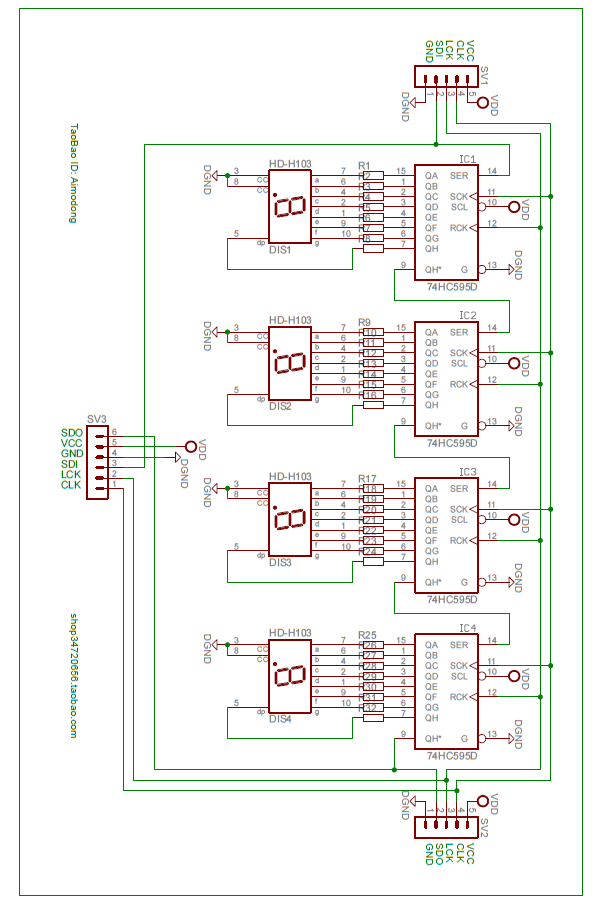 GND
SDI
LCK
CLK
VCC
SV1
1
2
3
4
5
DGND
VDD
TaoBao ID: Aimodong
HD-H103
DGND
3 CC
8 CC
5 dp
DIS1
a 7 R1 15 QA
b 6 R2 1 QB
c 4 R3 2 QC
d 2 R4 3 QD
e 1 R5 4 QE
f 9 R6 5 QF
g 10 R7 6 QG
R8 7 QH
9 QH*
IC1
SER 14
SCK 11
SCL 10
VDD
RCK 12
G 13
DGND
74HC595D
HD-H103
DGND
3 CC
8 CC
5 dp
DIS2
a 7 R9 15 QA
b 6 R10 1 QB
c 4 R11 2 QC
d 2 R12 3 QD
e 1 R13 4 QE
f 9 R14 5 QF
g 10 R15 6 QG
R16 7 QH
9 QH*
IC2
SER 14
SCK 11
SCL 10
VDD
RCK 12
G 13
DGND
74HC595D
SV3
SDO 6
VCC 5
GND 4
SDI 3
LCK 2
CLK 1
VDD
DGND
HD-H103
DGND
3 CC
8 CC
5 dp
DIS3
a 7 R17 15 QA
b 6 R18 1 QB
c 4 R19 2 QC
d 2 R20 3 QD
e 1 R21 4 QE
f 9 R22 5 QF
g 10 R23 6 QG
R24 7 QH
9 QH*
IC3
SER 14
SCK 11
SCL 10
VDD
RCK 12
G 13
DGND
74HC595D
shop34720656.taobao.com
HD-H103
DGND
3 CC
8 CC
5 dp
DIS4
a 7 R25 15 QA
b 6 R26 1 QB
c 4 R27 2 QC
d 2 R28 3 QD
e 1 R29 4 QE
f 9 R30 5 QF
g 10 R31 6 QG
R32 7 QH
9 QH*
IC4
SER 14
SCK 11
SCL 10
VDD
RCK 12
G 13
DGND
74HC595D
DGND
VDD
1
2
3
4
5
SV2
GND
SDO
LCK
CLK
VCC